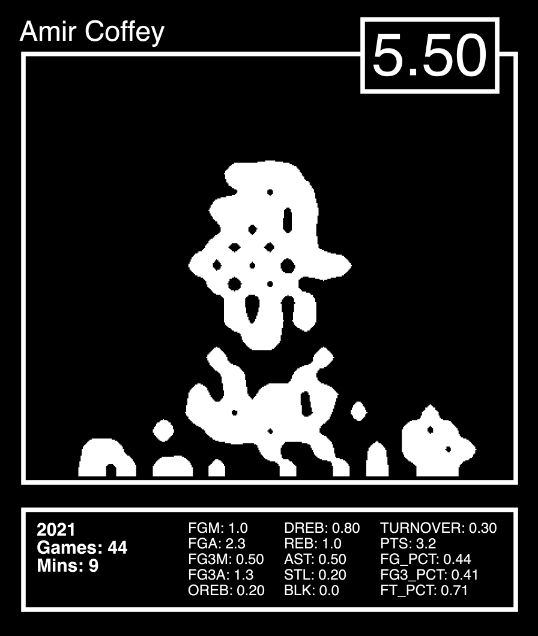 Amir Coffey
5.50
2021
Games: 44
Mins: 9
FGM: 1.0
FGA: 2.3
FG3M: 0.50
FG3A: 1.3
OREB: 0.20
DREB: 0.80
REB: 1.0
AST: 0.50
STL: 0.20
BLK: 0.0
TURNOVER: 0.30
PTS: 3.2
FG_PCT: 0.44
FG3_PCT: 0.41
FT_PCT: 0.71